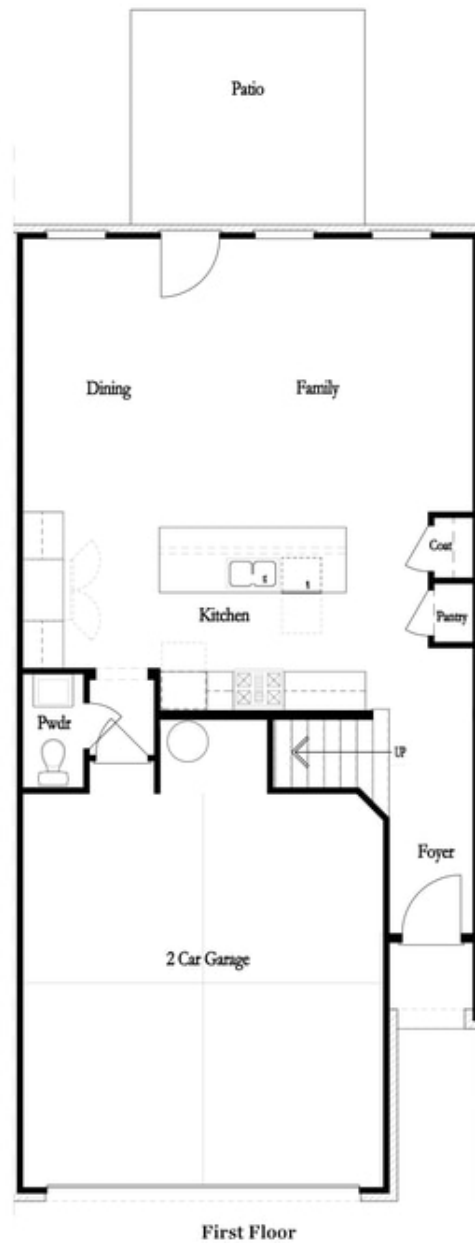 Patio
Dining
Family
Coat
Kitchen
Pantry
Pwdr
UP
Foyer
2 Car Garage
First Floor